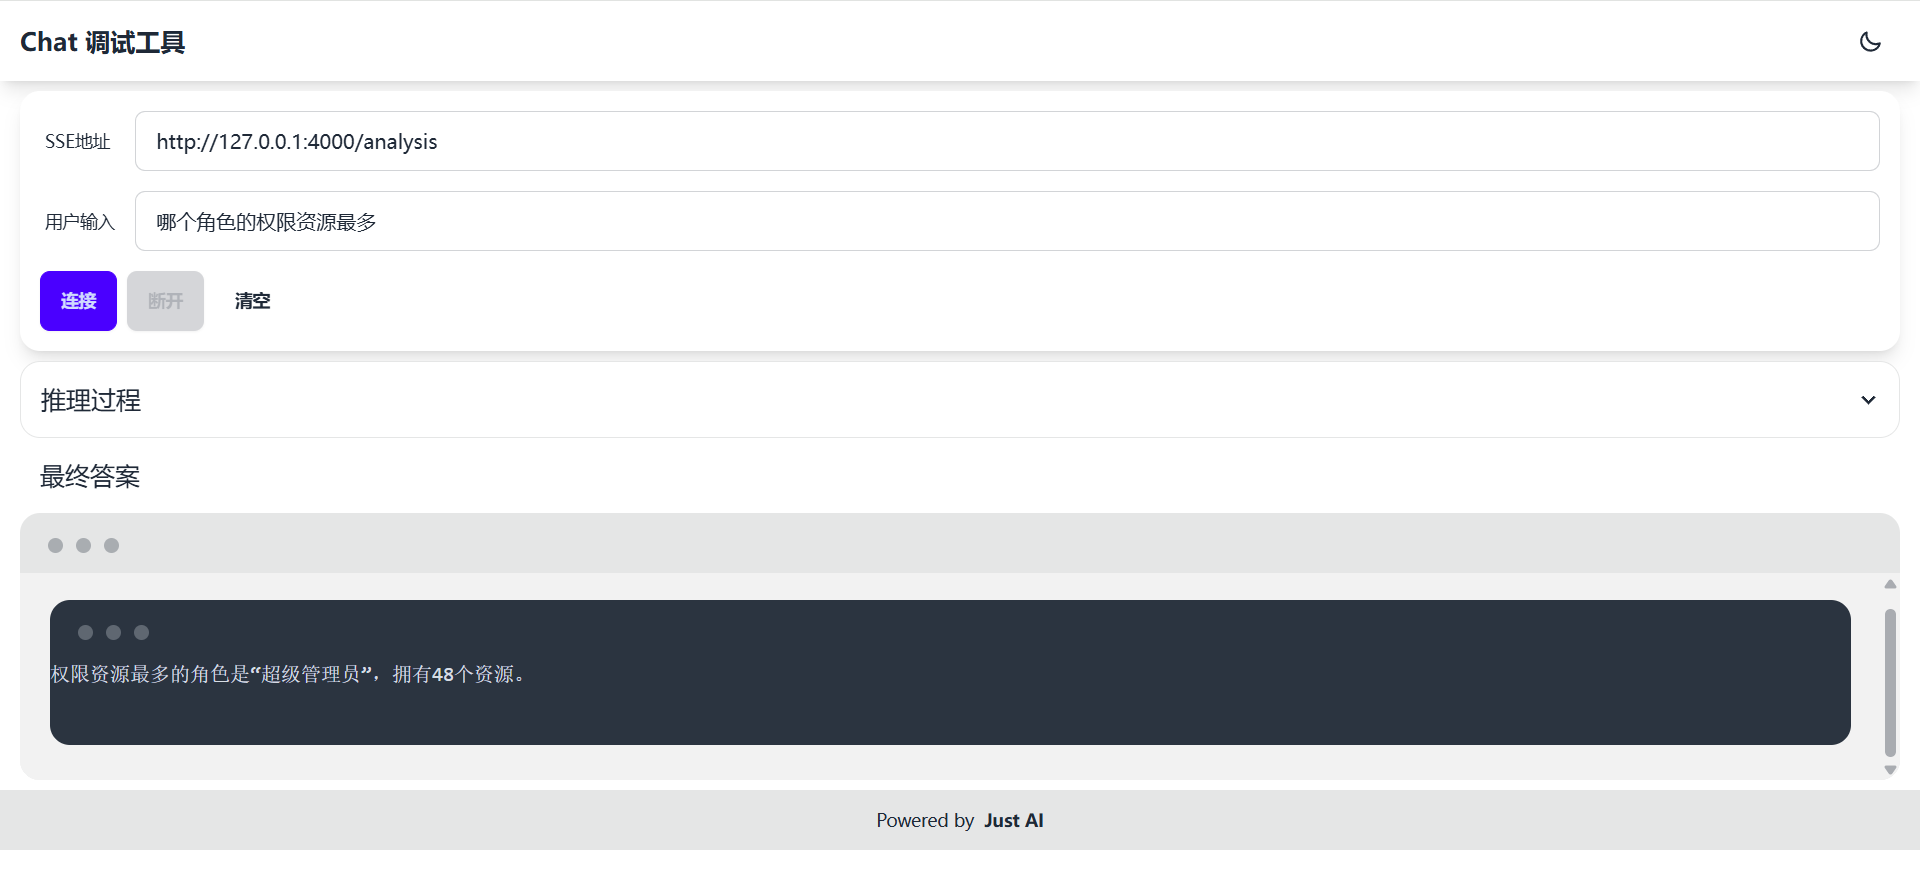 Chat 调试工具
SSE地址
http://127.0.0.1:4000/analysis
用户输入
哪个角色的权限资源最多
连接 断开 清空
推理过程
最终答案
权限资源最多的角色是“超级管理员”，拥有48个资源。
Powered by Just AI